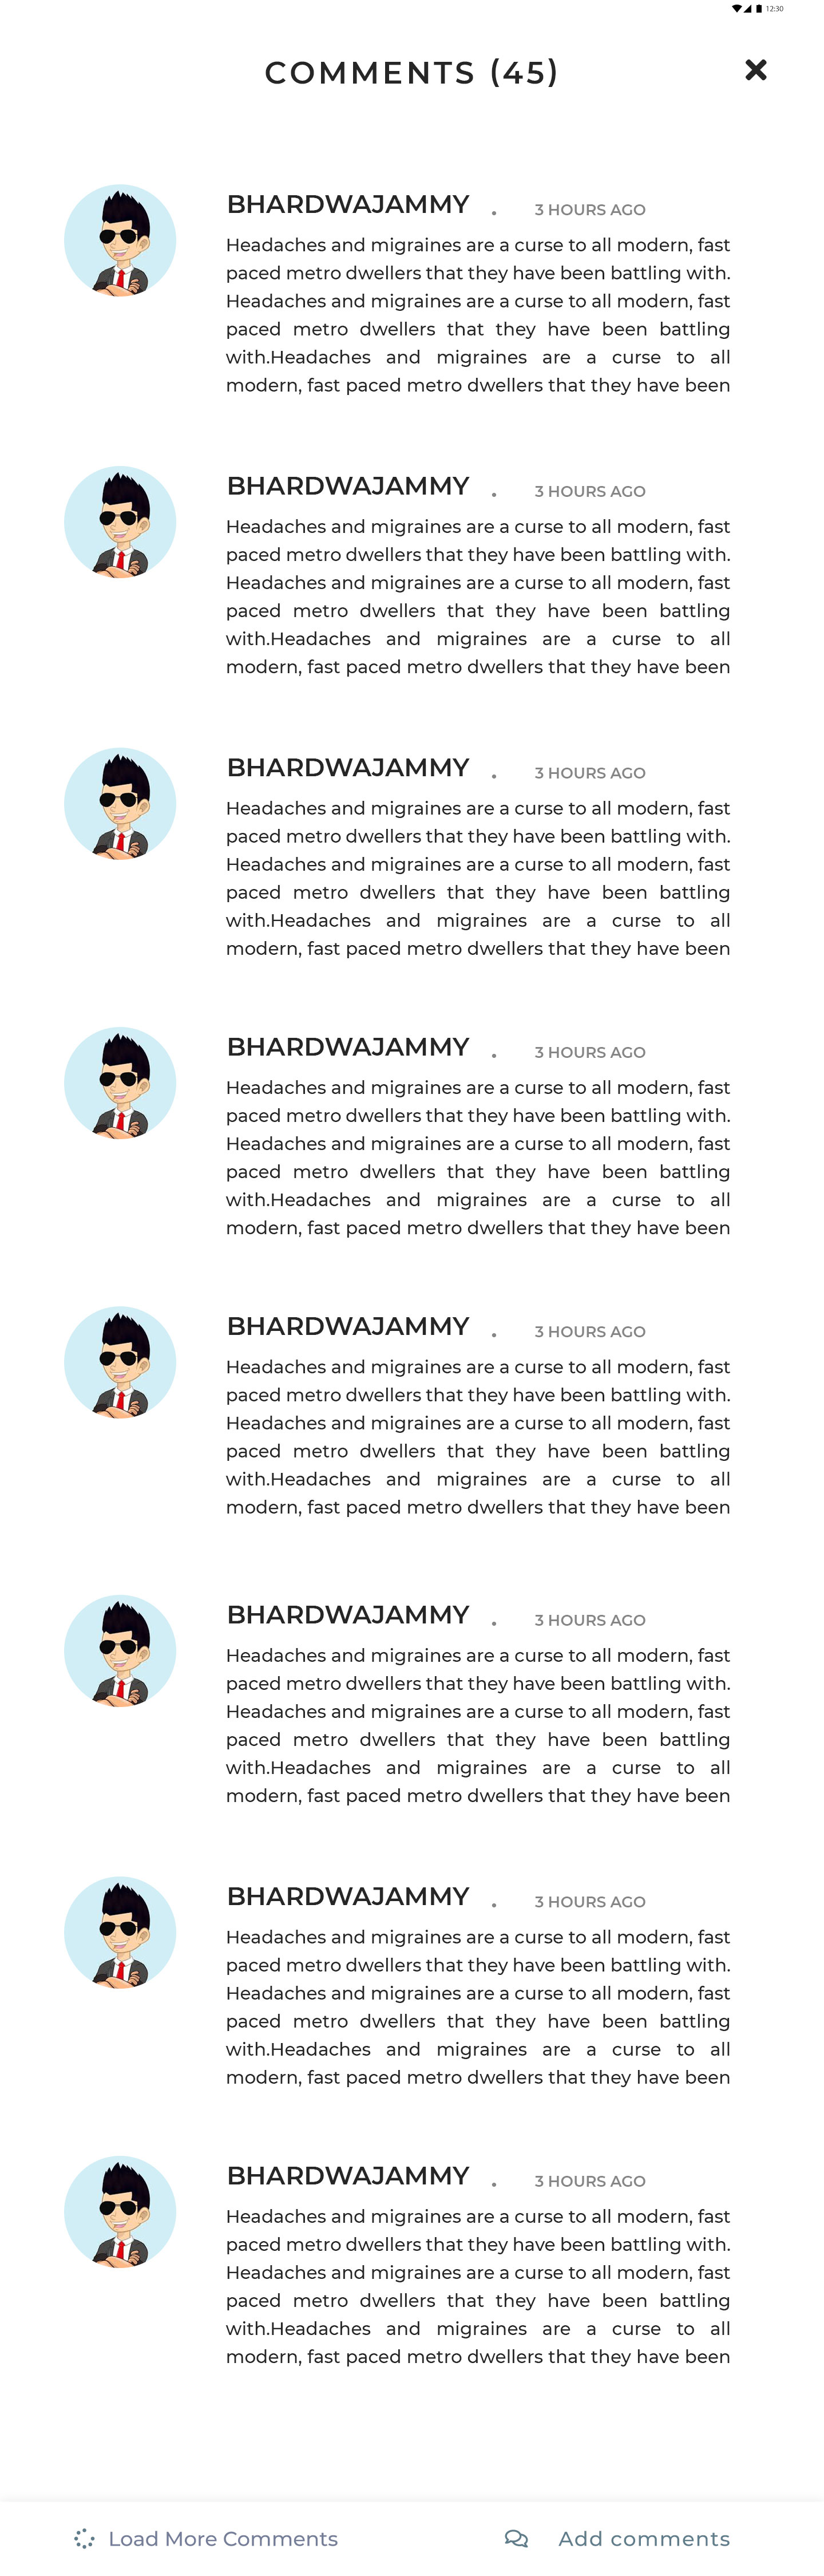 12:30
COMMENTS (45)
BHARDWAJAMMY . 3 HOURS AGO
Headaches and migraines are a curse to all modern, fast
paced metro dwellers that they have been battling with.
Headaches and migraines are a curse to all modern, fast
paced metro dwellers that they have been battling
with.Headaches and migraines are a curse to all
modern, fast paced metro dwellers that they have been
BHARDWAJAMMY . 3 HOURS AGO
Headaches and migraines are a curse to all modern, fast
paced metro dwellers that they have been battling with.
Headaches and migraines are a curse to all modern, fast
paced metro dwellers that they have been battling
with.Headaches and migraines are a curse to all
modern, fast paced metro dwellers that they have been
BHARDWAJAMMY . 3 HOURS AGO
Headaches and migraines are a curse to all modern, fast
paced metro dwellers that they have been battling with.
Headaches and migraines are a curse to all modern, fast
paced metro dwellers that they have been battling
with.Headaches and migraines are a curse to all
modern, fast paced metro dwellers that they have been
BHARDWAJAMMY . 3 HOURS AGO
Headaches and migraines are a curse to all modern, fast
paced metro dwellers that they have been battling with.
Headaches and migraines are a curse to all modern, fast
paced metro dwellers that they have been battling
with.Headaches and migraines are a curse to all
modern, fast paced metro dwellers that they have been
BHARDWAJAMMY . 3 HOURS AGO
Headaches and migraines are a curse to all modern, fast
paced metro dwellers that they have been battling with.
Headaches and migraines are a curse to all modern, fast
paced metro dwellers that they have been battling
with.Headaches and migraines are a curse to all
modern, fast paced metro dwellers that they have been
BHARDWAJAMMY . 3 HOURS AGO
Headaches and migraines are a curse to all modern, fast
paced metro dwellers that they have been battling with.
Headaches and migraines are a curse to all modern, fast
paced metro dwellers that they have been battling
with.Headaches and migraines are a curse to all
modern, fast paced metro dwellers that they have been
BHARDWAJAMMY . 3 HOURS AGO
Headaches and migraines are a curse to all modern, fast
paced metro dwellers that they have been battling with.
Headaches and migraines are a curse to all modern, fast
paced metro dwellers that they have been battling
with.Headaches and migraines are a curse to all
modern, fast paced metro dwellers that they have been
BHARDWAJAMMY . 3 HOURS AGO
Headaches and migraines are a curse to all modern, fast
paced metro dwellers that they have been battling with.
Headaches and migraines are a curse to all modern, fast
paced metro dwellers that they have been battling
with.Headaches and migraines are a curse to all
modern, fast paced metro dwellers that they have been
Load More Comments Add comments